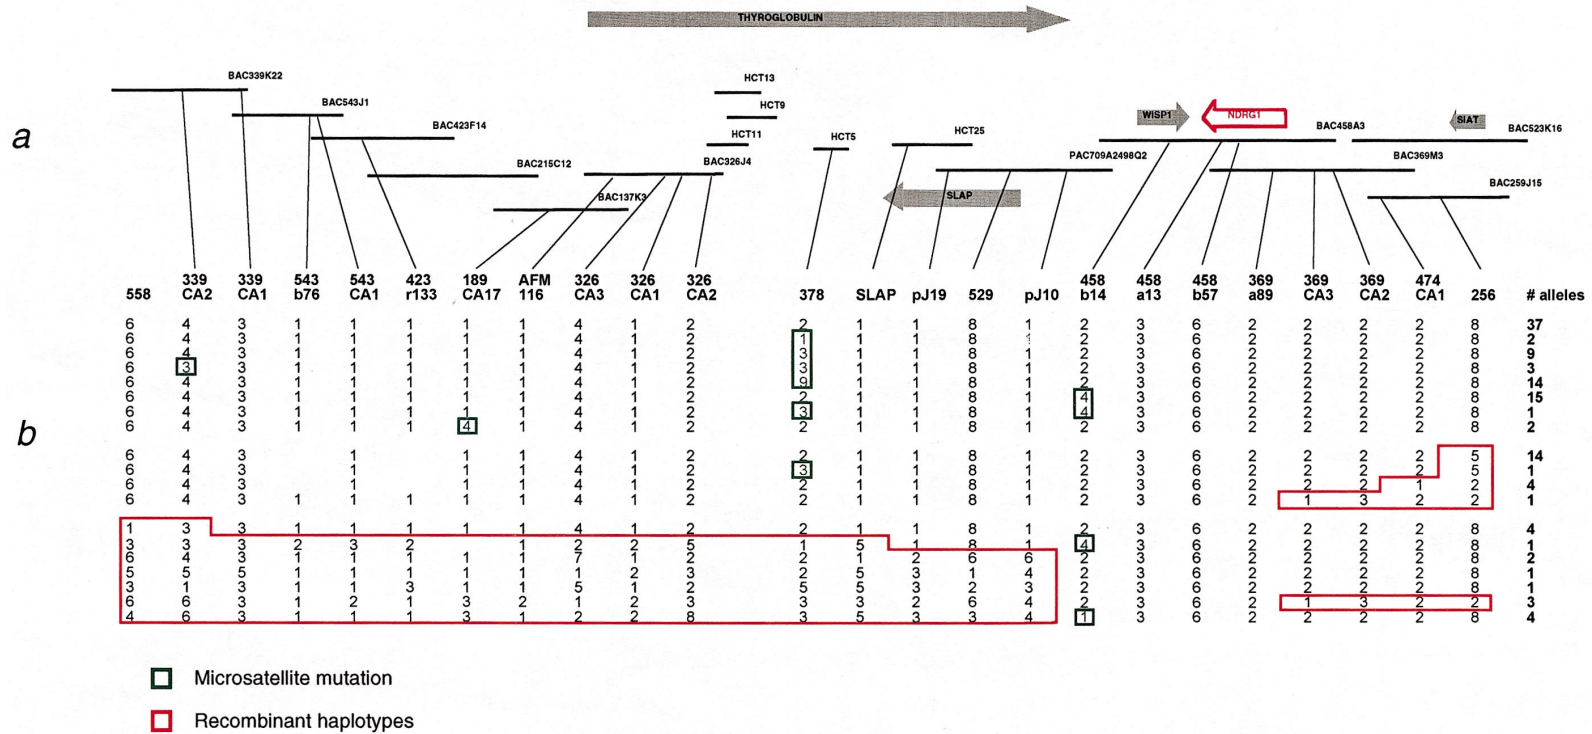 THYROGLOBULIN
BAC339K22
HCT13
BAC543J1
HCT9
a
BAC423F14
HCT11
HCT5
HCT25
WISP1
NDRG1
BAC458A3
SIAT
BAC523K16
BAC215C12
BAC326J4
PAC709A2498Q2
BAC369M3
BAC137K3
SLAP
BAC259J15
339 339 543 543 423 189 AFM 326 326 326 458 458 458 369 369 369 474
558 CA2 CA1 b76 CA1 r133 CA17 116 CA3 CA1 CA2 378 SLAP pJ19 529 pJ10 b14 a13 b57 a89 CA3 CA2 CA1 256 # alleles
6 4 3 1 1 1 1 1 4 1 2 2 1 1 8 1 2 3 6 2 2 2 2 8 37
6 4 3 1 1 1 1 1 4 1 2 1 1 1 8 2 3 6 2 2 2 2 8 2
6 4 3 1 1 1 1 1 4 1 2 3 1 1 8 1 2 3 6 2 2 2 2 8 9
6 3 3 1 1 1 1 1 4 1 2 3 1 1 8 1 2 3 6 2 2 2 2 8 3
6 4 3 1 1 1 1 1 4 1 2 9 1 1 8 1 2 3 6 2 2 2 2 8 14
6 4 3 1 1 1 1 1 4 1 2 2 1 1 8 1 4 3 6 2 2 2 2 8 15
6 4 3 1 1 1 1 1 4 1 2 3 1 1 8 1 4 3 6 2 2 2 2 8 1
6 4 3 1 1 1 4 1 4 1 2 2 1 1 8 1 2 3 6 2 2 2 2 8 2
b
6 4 3 1 1 1 4 1 2 2 1 1 8 1 2 3 6 2 2 2 2 5 14
6 4 3 1 1 1 4 1 2 3 1 1 8 1 2 3 6 2 2 2 2 5 1
6 4 3 1 1 1 4 1 2 2 1 1 8 1 2 3 6 2 2 2 1 2 4
6 4 3 1 1 1 1 1 4 1 2 2 1 1 8 1 2 3 6 2 1 3 2 2 1
1 3 3 1 1 1 1 1 4 1 2 2 1 1 8 1 2 3 6 2 2 2 2 8 4
3 3 3 2 3 2 1 2 2 5 1 5 1 8 1 4 3 6 2 2 2 2 8 1
6 4 3 1 1 1 1 1 7 1 2 2 1 2 6 6 2 3 6 2 2 2 2 8 2
5 5 5 1 1 1 1 1 1 2 3 2 5 3 1 4 2 3 6 2 2 2 2 8 1
3 1 3 1 1 3 1 1 5 1 2 5 5 3 2 3 2 3 6 2 2 2 2 8 1
6 6 3 1 2 1 3 2 1 2 3 3 3 2 6 4 2 3 6 2 1 3 2 2 3
4 6 3 1 1 1 3 1 2 2 8 3 5 3 3 4 1 3 6 2 2 2 2 8 4
Microsatellite mutation
Recombinant haplotypes